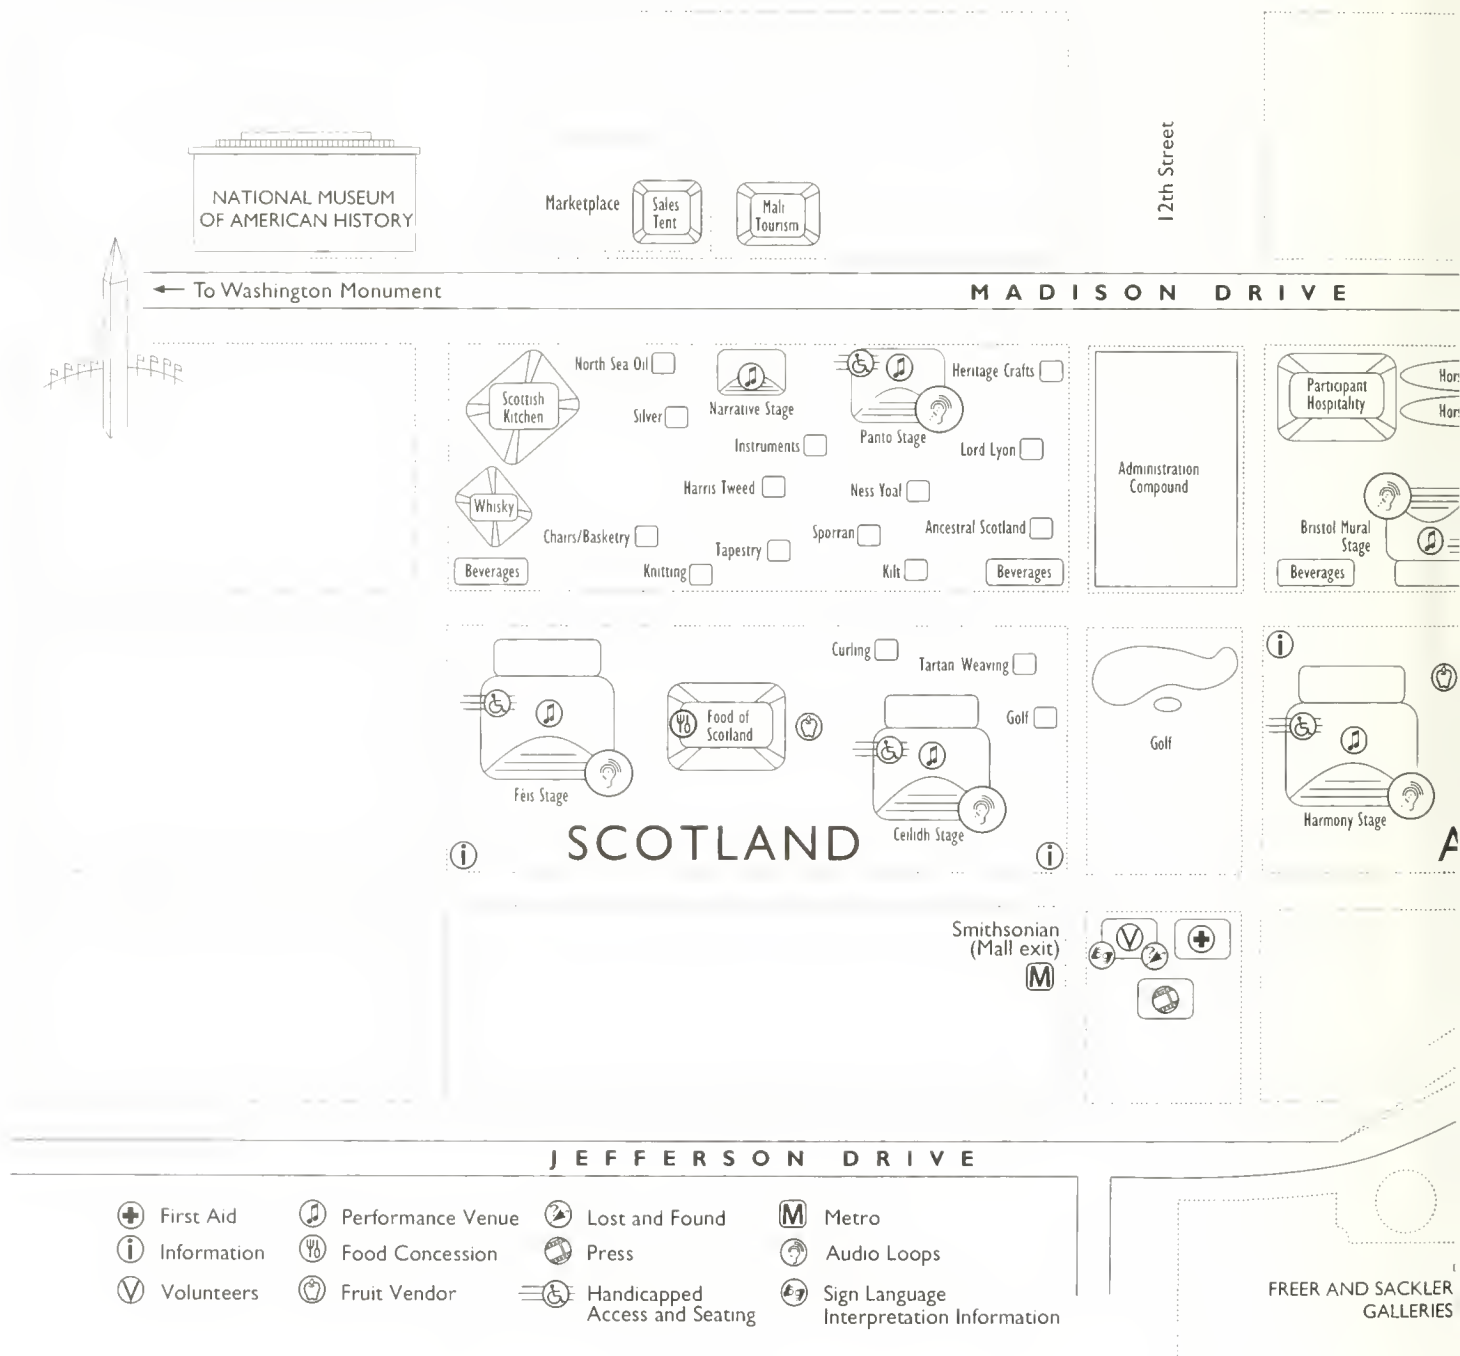 12th Street
NATIONAL MUSEUM
OF AMERICAN HISTORY
Marketplace
Sales
Tent
Mali
Tourism
To Washington Monument
MADISON DRIVE
Scottish
Kitchen
North Sea Oil
Silver
Narrative Stage
Instruments
Panto Stage
Heritage Crafts
Lord Lyon
Whisky
Harris Tweed
Ness Yoal
Chairs/Basketry
Tapestry
Sporran
Ancestral Scotland
Beverages
Knitting
Kilt
Beverages
Administration
Compound
Participant
Hospitality
Bristol Mural
Stage
Beverages
Curling
Tartan Weaving
Golf
Food of
Scotland
Fèis Stage
Ceilidh Stage
SCOTLAND
i
i
Golf
i
Harmony Stage
A
Smithsonian
(Mall exit)
M
V
JEFFERSON DRIVE
First Aid
i Information
V Volunteers
Performance Venue
Food Concession
Fruit Vendor
Lost and Found
Press
Handicapped
Access and Seating
M Metro
Audio Loops
Sign Language
Interpretation Information
FREER AND SACKLER
GALLERIES